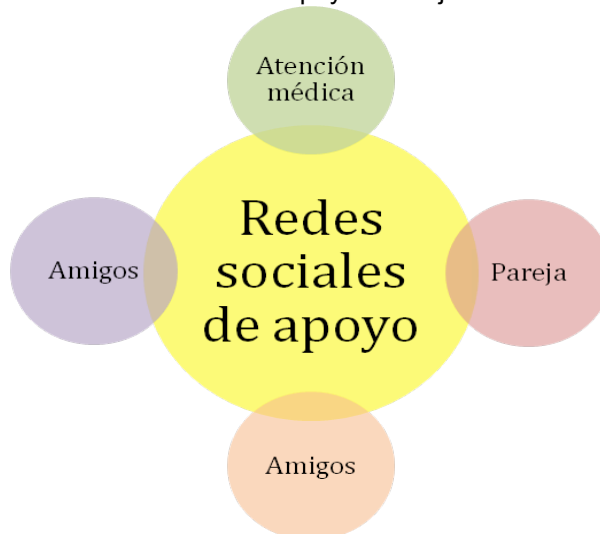 Atención
médica
Redes
sociales
de apoyo
Amigos
Pareja
Amigos